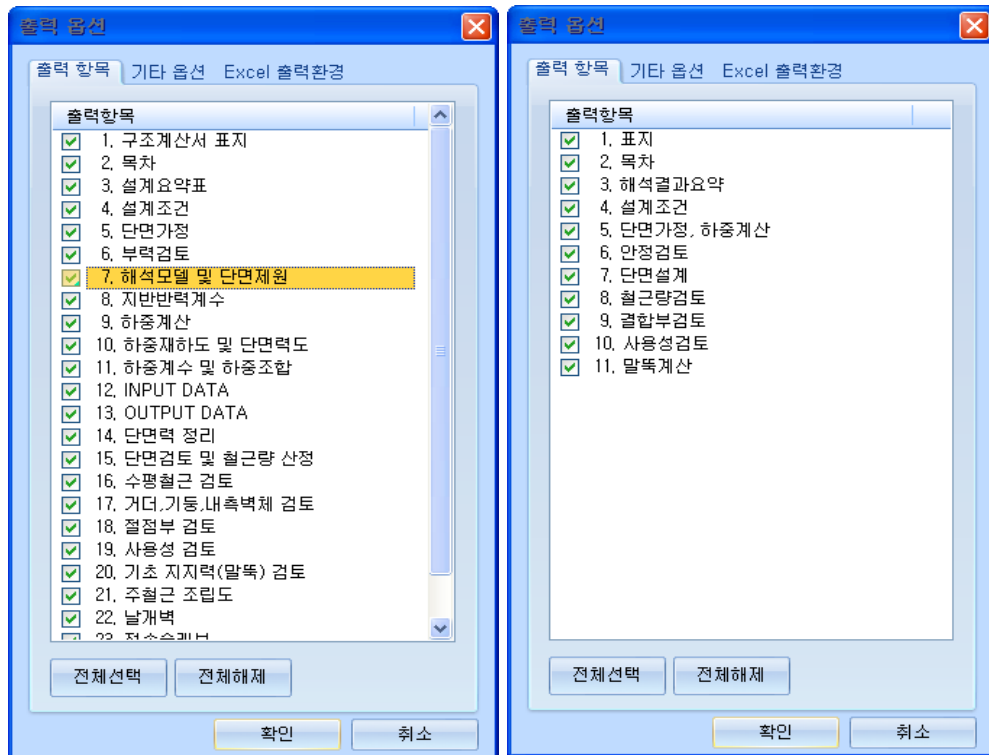 출력 옵션
출력 항목 기타 옵션 Excel 출력환경
출력항목
1. 구조계산서 표지
2. 목차
3. 설계요약표
4. 설계조건
5. 단면가정
6. 부력검토
7. 해석모델 및 단면제원
8. 지반반력계수
9. 하중계산
10. 하중재하도 및 단면력도
11. 하중계수 및 하중조합
12. INPUT DATA
13. OUTPUT DATA
14. 단면력 정리
15. 단면검토 및 철근량 산정
16. 수평철근 검토
17. 거더,기둥,내측벽체 검토
18. 절점부 검토
19. 사용성 검토
20. 기초 지지력(말뚝) 검토
21. 주철근 조립도
22. 날개벽
23. 접속슬래브
전체선택 전체해제
확인 취소
출력 옵션
출력 항목 기타 옵션 Excel 출력환경
출력항목
1. 표지
2. 목차
3. 해석결과요약
4. 설계조건
5. 단면가정, 하중계산
6. 안정검토
7. 단면설계
8. 철근량검토
9. 결합부검토
10. 사용성검토
11. 말뚝계산
전체선택 전체해제
확인 취소